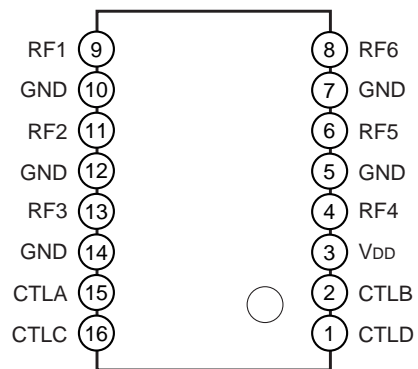 RF1 9 8 RF6
GND 10 7 GND
RF2 11 6 RF5
GND 12 5 GND
RF3 13 4 RF4
GND 14 3 VDD
CTLA 15 2 CTLB
CTLC 16 1 CTLD